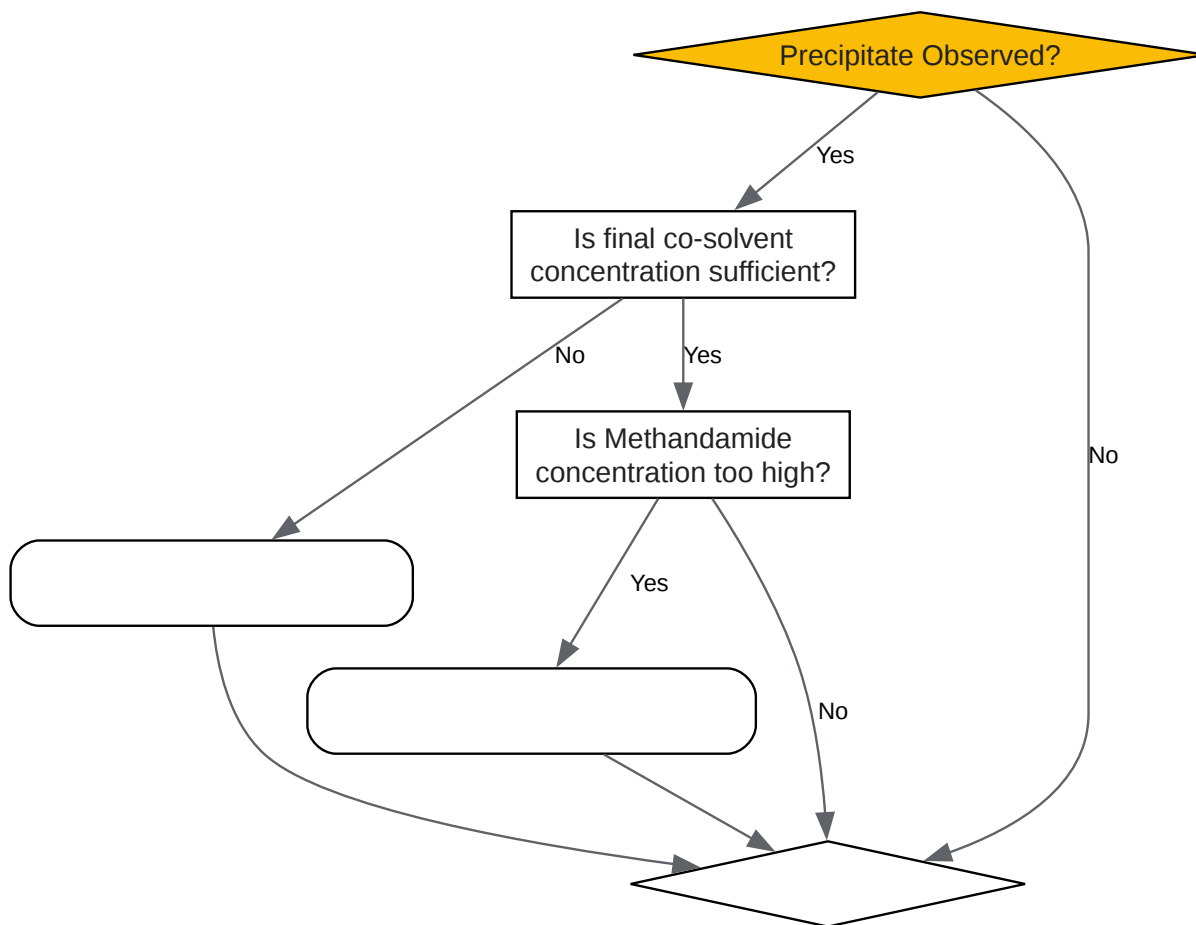 Precipitate Observed?
Yes
Is final co-solvent
concentration sufficient?
No
Yes
Is Methandamide
concentration too high?
No
Yes
No